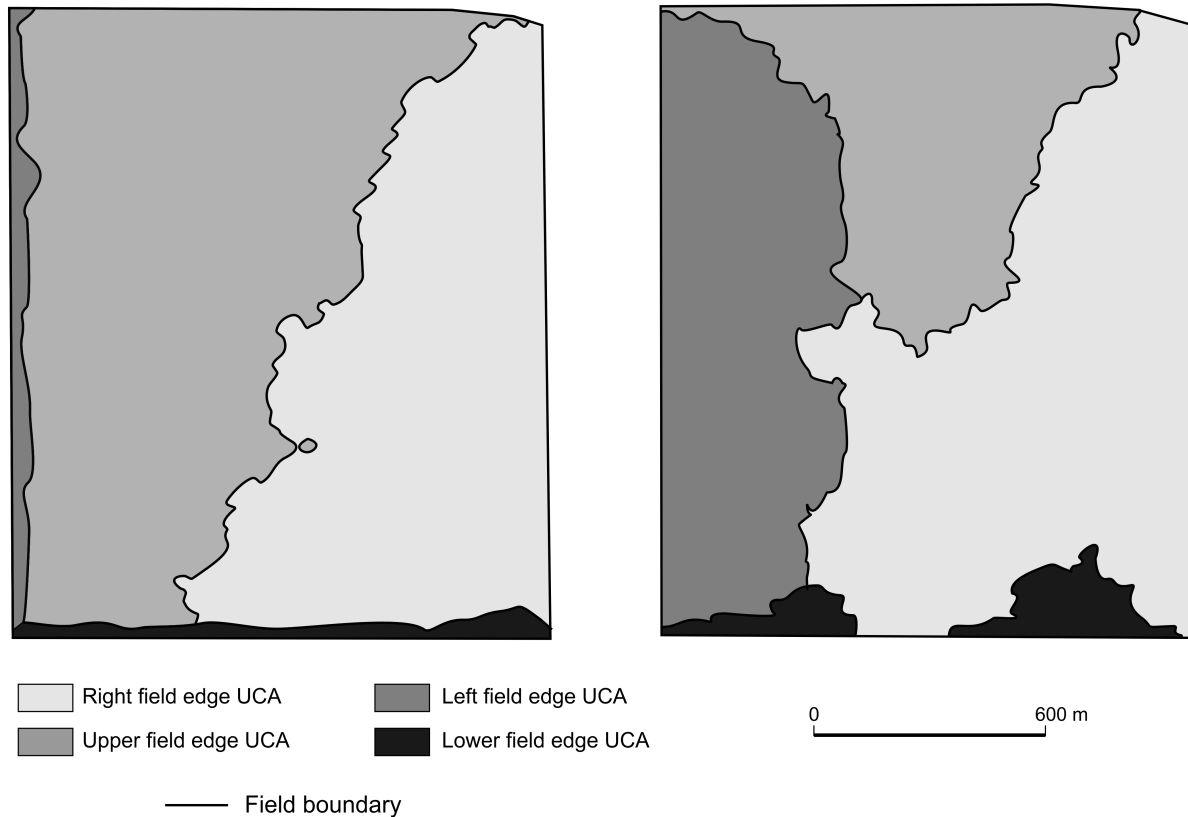 Right field edge UCA
Left field edge UCA
Upper field edge UCA
Lower field edge UCA
0
600 m
Field boundary